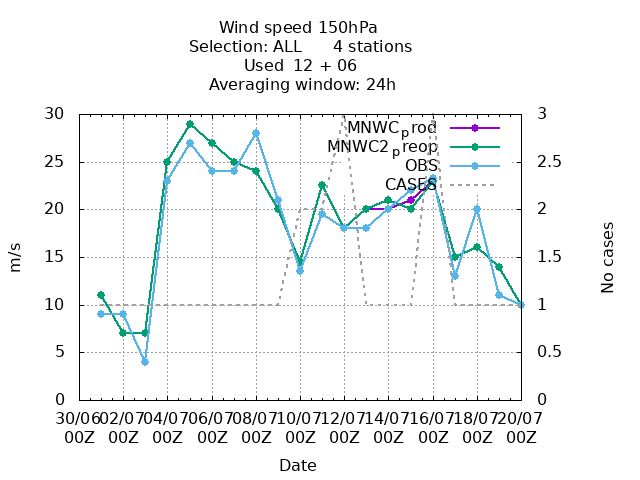 Wind speed 150hPa
Selection: ALL 4 stations
Used 12 + 06
Averaging window: 24h
30 3
MNWCprod
MNWC2preop
25 2.5
OBS
CASES
20 2
15 1.5
10 1
5 0.5
0 0
m/s
No cases
30/06 02/07 04/07 06/07 08/07 10/07 12/07 14/07 16/07 18/07 20/07
00Z 00Z 00Z 00Z 00Z 00Z 00Z 00Z 00Z 00Z 00Z
Date